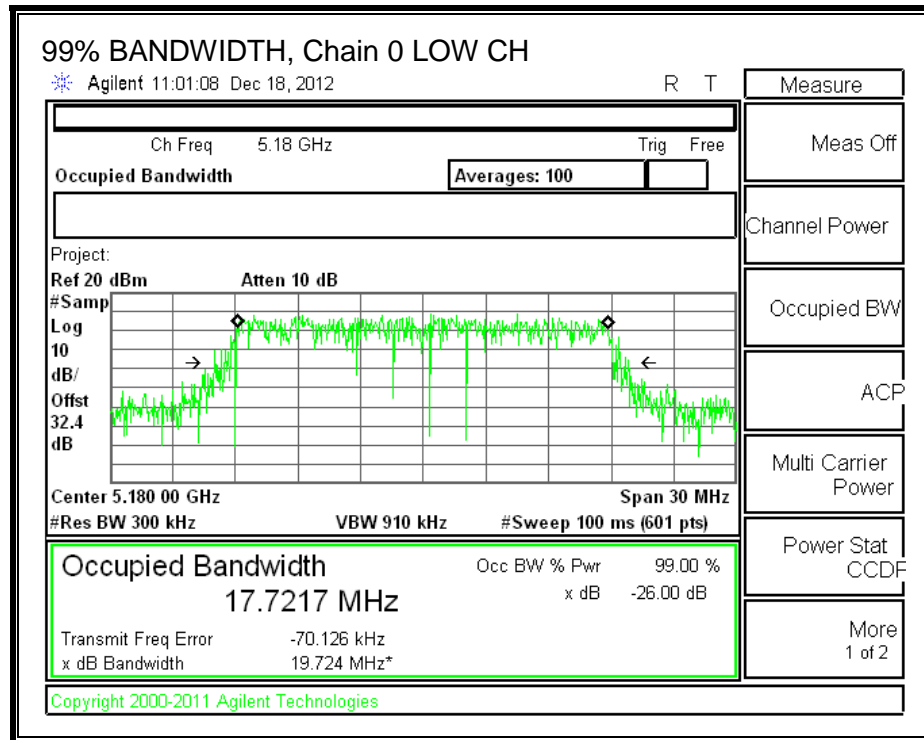 99% BANDWIDTH, Chain 0 LOW CH
Agilent 11:01:08 Dec 18, 2012 R T
Measure
Ch Freq 5.18 GHz Trig Free
Occupied Bandwidth Averages: 100
Meas Off
Channel Power
Occupied BW
ACP
Multi Carrier
Power
Power Stat
CCDF
More
1 of 2
Project:
Ref 20 dBm Atten 10 dB
#Samp
Log
10
dB/
Offst
32.4
dB
Center 5.180 00 GHz Span 30 MHz
#Res BW 300 kHz VBW 910 kHz #Sweep 100 ms (601 pts)
Occupied Bandwidth Occ BW % Pwr 99.00 %
17.7217 MHz x dB -26.00 dB
Transmit Freq Error -70.126 kHz
x dB Bandwidth 19.724 MHz*
Copyright 2000-2011 Agilent Technologies